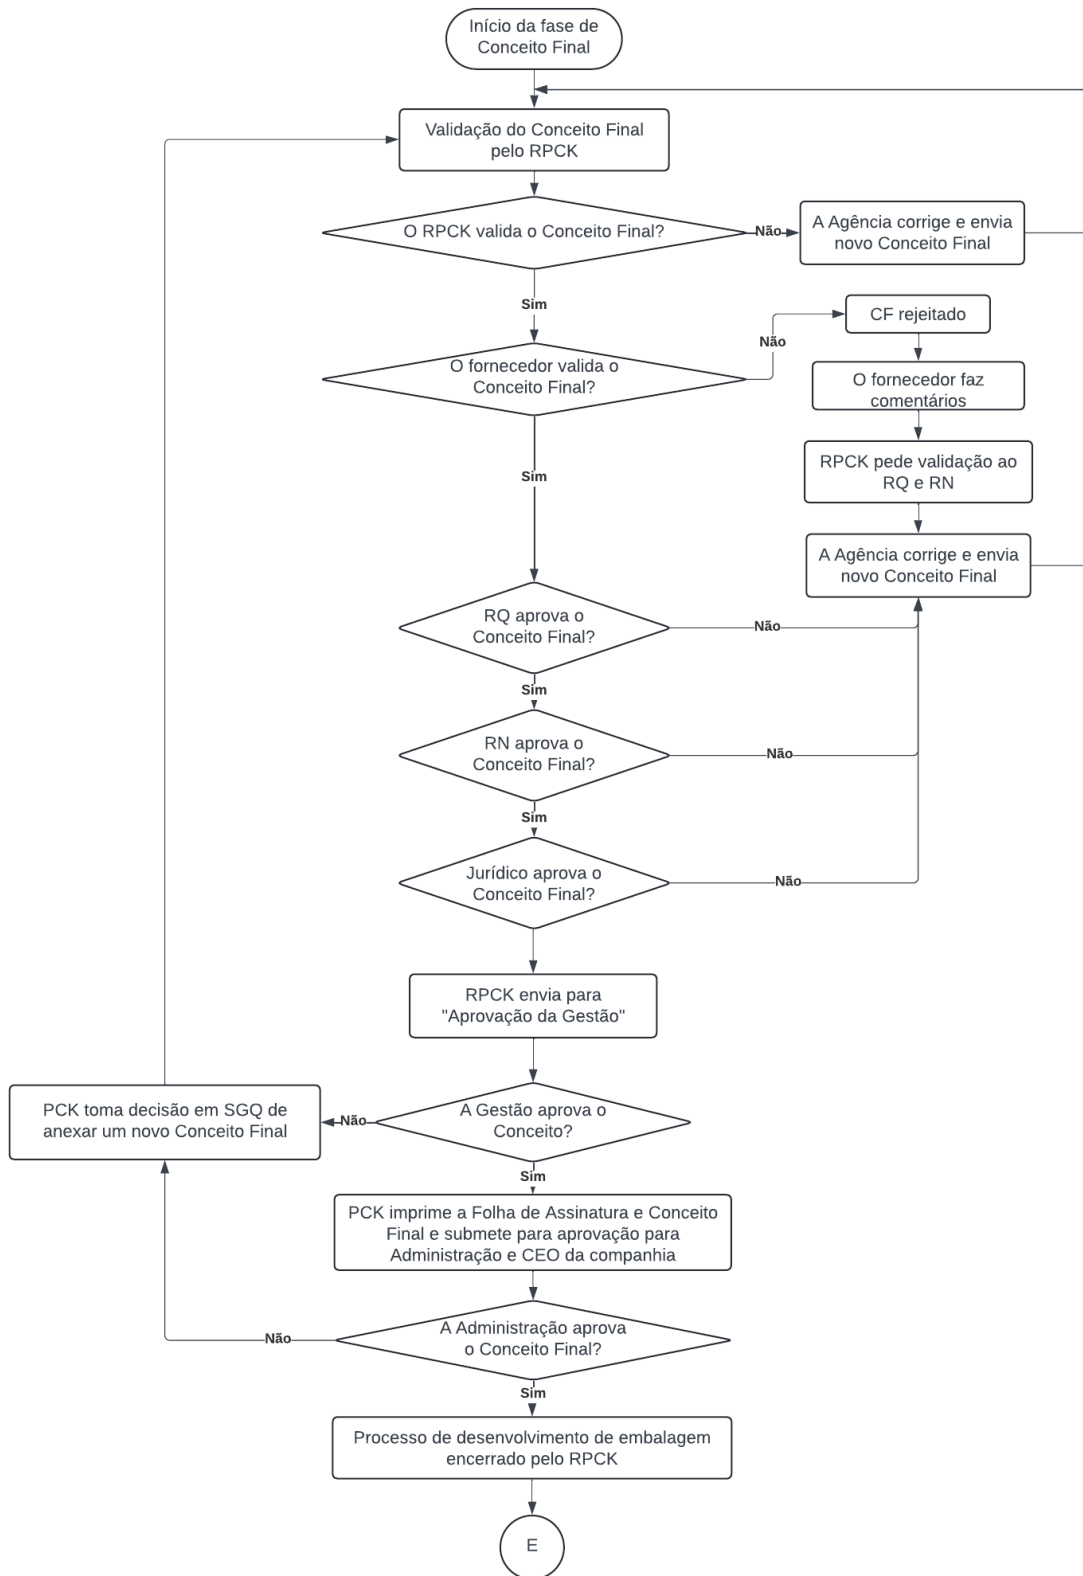 Início da fase de
Conceito Final
Validação do Conceito Final
pelo RPCK
O RPCK valida o Conceito Final?
Não
A Agência corrige e envia
novo Conceito Final
Sim
CF rejeitado
Não
O fornecedor valida o
Conceito Final?
O fornecedor faz
comentários
RPCK pede validação ao
RQ e RN
Sim
A Agência corrige e envia
novo Conceito Final
RQ aprova o
Conceito Final?
Não
Sim
RN aprova o
Conceito Final?
Não
Sim
Jurídico aprova o
Conceito Final?
Não
RPCK envia para
"Aprovação da Gestão"
A Gestão aprova o
Conceito?
Não
PCK toma decisão em SGQ de
anexar um novo Conceito Final
Sim
PCK imprime a Folha de Assinatura e Conceito
Final e submete para aprovação para
Administração e CEO da companhia
A Administração aprova
o Conceito Final?
Não
Sim
Processo de desenvolvimento de embalagem
encerrado pelo RPCK
E